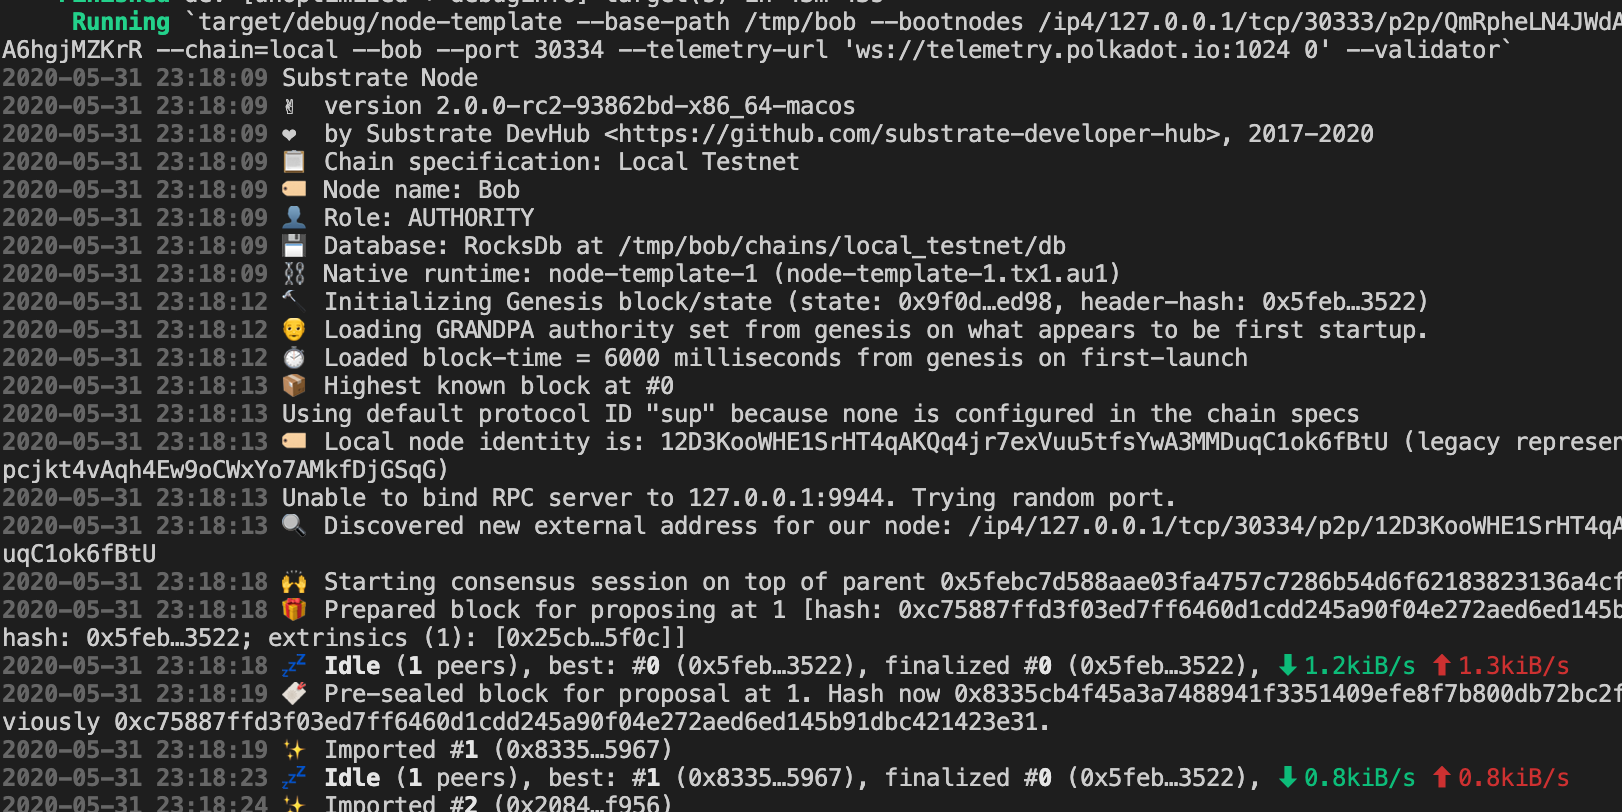 Finished dev [unoptimized + debuginfo] target(s) in 43m 43s
Running `target/debug/node-template --base-path /tmp/bob --bootnodes /ip4/127.0.0.1/tcp/30333/p2p/QmRpheLN4JWdA
A6hgjMZKrR --chain=local --bob --port 30334 --telemetry-url 'ws://telemetry.polkadot.io:1024 0' --validator`
2020-05-31 23:18:09 Substrate Node
2020-05-31 23:18:09 ✌ version 2.0.0-rc2-93862bd-x86_64-macos
2020-05-31 23:18:09 ❤ by Substrate DevHub <https://github.com/substrate-developer-hub>, 2017-2020
2020-05-31 23:18:09 📋 Chain specification: Local Testnet
2020-05-31 23:18:09 🏷 Node name: Bob
2020-05-31 23:18:09 👤 Role: AUTHORITY
2020-05-31 23:18:09 💾 Database: RocksDb at /tmp/bob/chains/local_testnet/db
2020-05-31 23:18:09 ⛓ Native runtime: node-template-1 (node-template-1.tx1.au1)
2020-05-31 23:18:12 🔨 Initializing Genesis block/state (state: 0x9f0d…ed98, header-hash: 0x5feb…3522)
2020-05-31 23:18:12 👴 Loading GRANDPA authority set from genesis on what appears to be first startup.
2020-05-31 23:18:12 ⏱ Loaded block-time = 6000 milliseconds from genesis on first-launch
2020-05-31 23:18:13 📦 Highest known block at #0
2020-05-31 23:18:13 Using default protocol ID "sup" because none is configured in the chain specs
2020-05-31 23:18:13 🏷 Local node identity is: 12D3KooWHE1SrHT4qAKQq4jr7exVuu5tfsYwA3MMDuqC1ok6fBtU (legacy represen
pcjkt4vAqh4Ew9oCWxYo7AMkfDjGSqG)
2020-05-31 23:18:13 Unable to bind RPC server to 127.0.0.1:9944. Trying random port.
2020-05-31 23:18:13 🔍 Discovered new external address for our node: /ip4/127.0.0.1/tcp/30334/p2p/12D3KooWHE1SrHT4qA
uqC1ok6fBtU
2020-05-31 23:18:18 🙌 Starting consensus session on top of parent 0x5febc7d588aae03fa4757c7286b54d6f62183823136a4cf
2020-05-31 23:18:18 🎁 Prepared block for proposing at 1 [hash: 0xc75887ffd3f03ed7ff6460d1cdd245a90f04e272aed6ed145b
hash: 0x5feb…3522; extrinsics (1): [0x25cb…5f0c]]
2020-05-31 23:18:18 💤 Idle (1 peers), best: #0 (0x5feb…3522), finalized #0 (0x5feb…3522), ⬇ 1.2kiB/s ⬆ 1.3kiB/s
2020-05-31 23:18:19 🔖 Pre-sealed block for proposal at 1. Hash now 0x8335cb4f45a3a7488941f3351409efe8f7b800db72bc2f
viously 0xc75887ffd3f03ed7ff6460d1cdd245a90f04e272aed6ed145b91dbc421423e31.
2020-05-31 23:18:19 ✨ Imported #1 (0x8335…5967)
2020-05-31 23:18:23 💤 Idle (1 peers), best: #1 (0x8335…5967), finalized #0 (0x5feb…3522), ⬇ 0.8kiB/s ⬆ 0.8kiB/s
2020-05-31 23:18:24 ✨ Imported #2 (0x2084…f956)